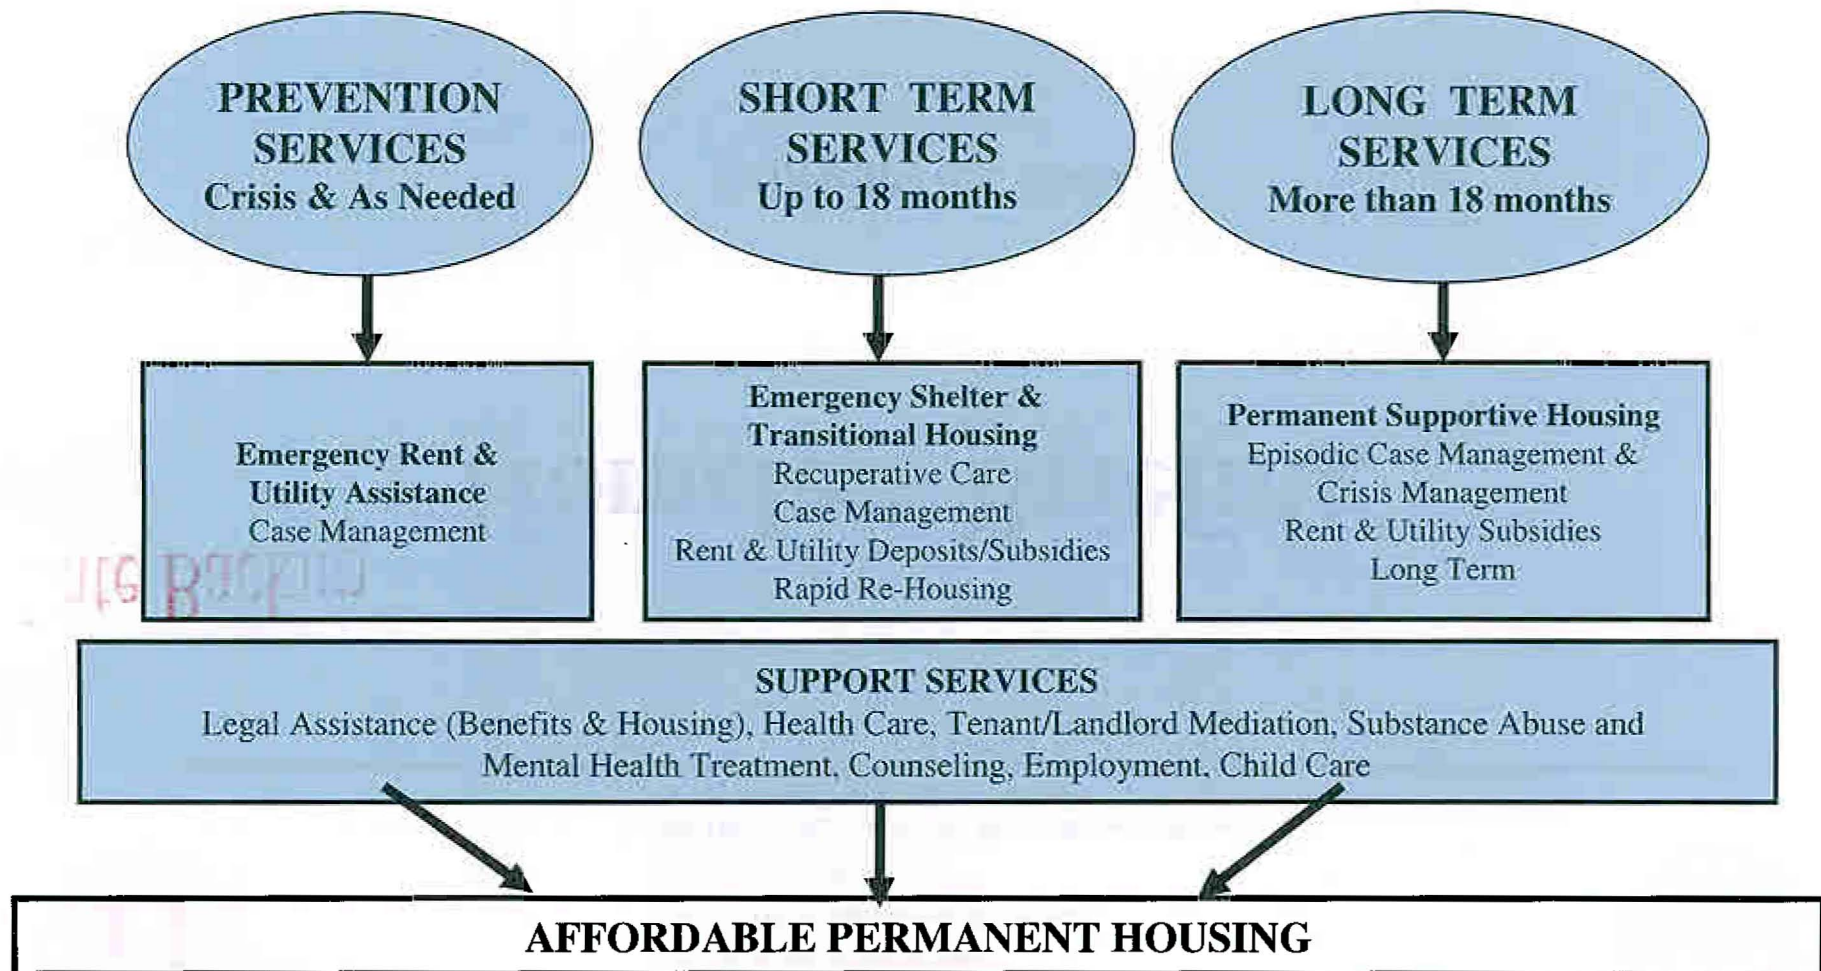 PREVENTION
SERVICES
Crisis & As Needed
SHORT TERM
SERVICES
Up to 18 months
LONG TERM
SERVICES
More than 18 months
Emergency Rent &
Utility Assistance
Case Management
Emergency Shelter &
Transitional Housing
Recuperative Care
Case Management
Rent & Utility Deposits/Subsidies
Rapid Re-Housing
Permanent Supportive Housing
Episodic Case Management &
Crisis Management
Rent & Utility Subsidies
Long Term
SUPPORT SERVICES
Legal Assistance (Benefits & Housing), Health Care, Tenant/Landlord Mediation, Substance Abuse and
Mental Health Treatment, Counseling, Employment, Child Care
AFFORDABLE PERMANENT HOUSING